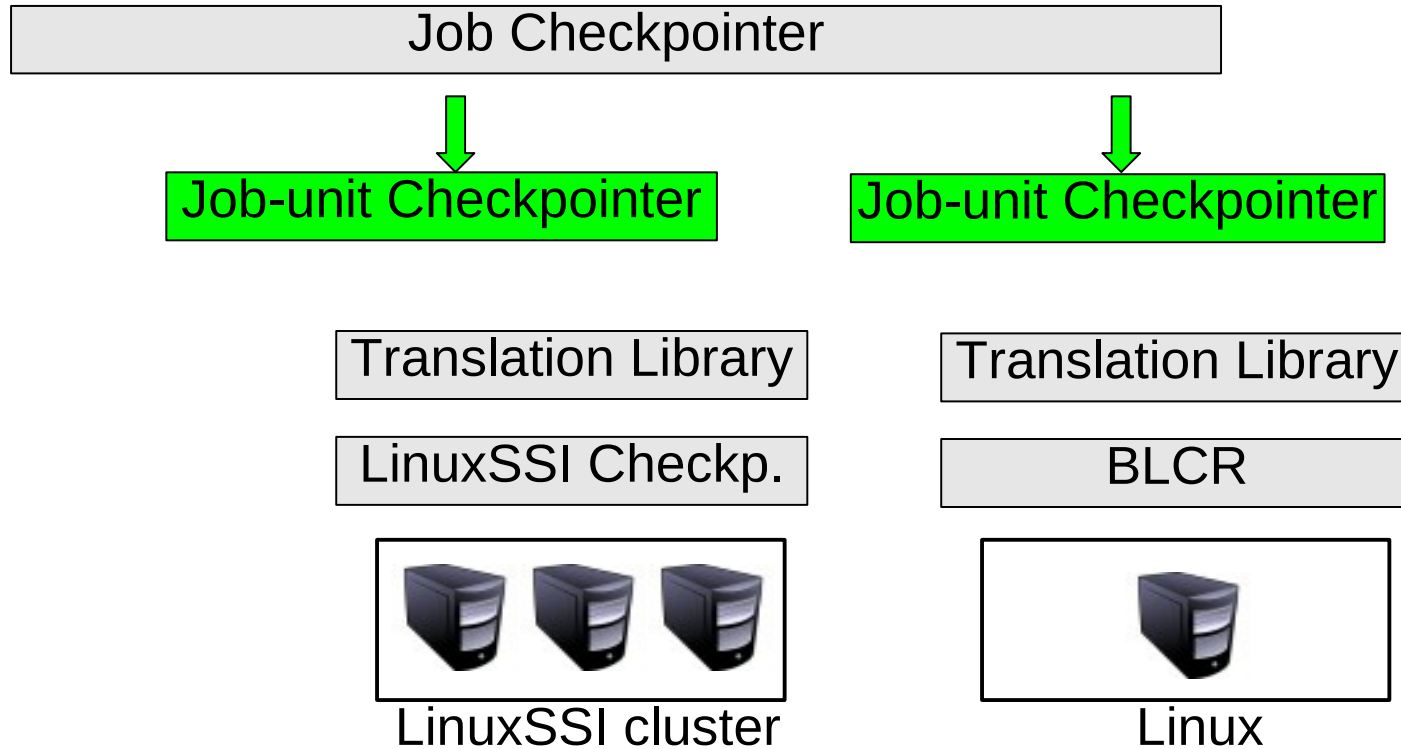 Job Checkpointer
Job-unit Checkpointer
Job-unit Checkpointer
Translation Library
Translation Library
LinuxSSI Checkp.
BLCR
LinuxSSI cluster
Linux